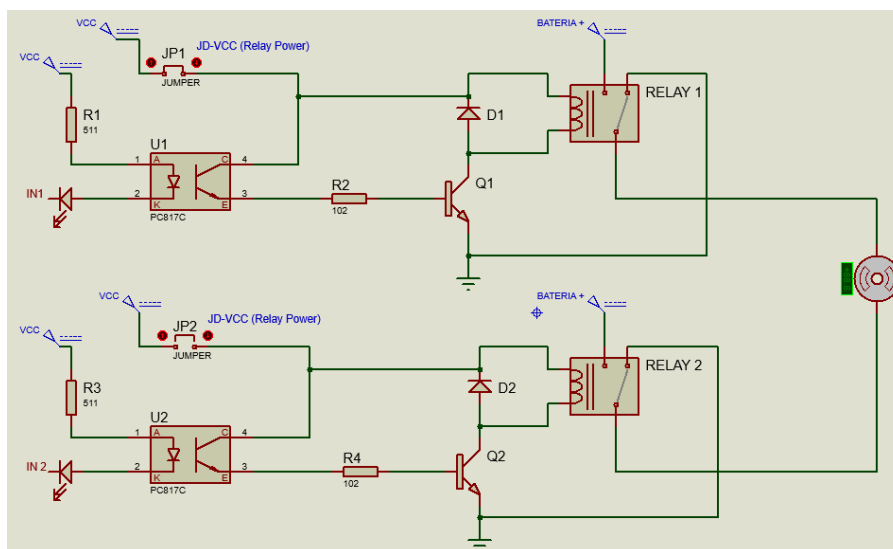 VCC
BATERIA +
JD-VCC (Relay Power)
JP1
VCC
JUMPER
RELAY 1
R1
511
D1
U1
1
A
C
4
Q1
R2
IN1
2
K
E
3
102
PC817C
VCC
BATERIA +
JD-VCC (Relay Power)
JP2
VCC
JUMPER
RELAY 2
R3
511
D2
U2
1
A
C
4
Q2
R4
IN 2
2
K
E
3
102
PC817C